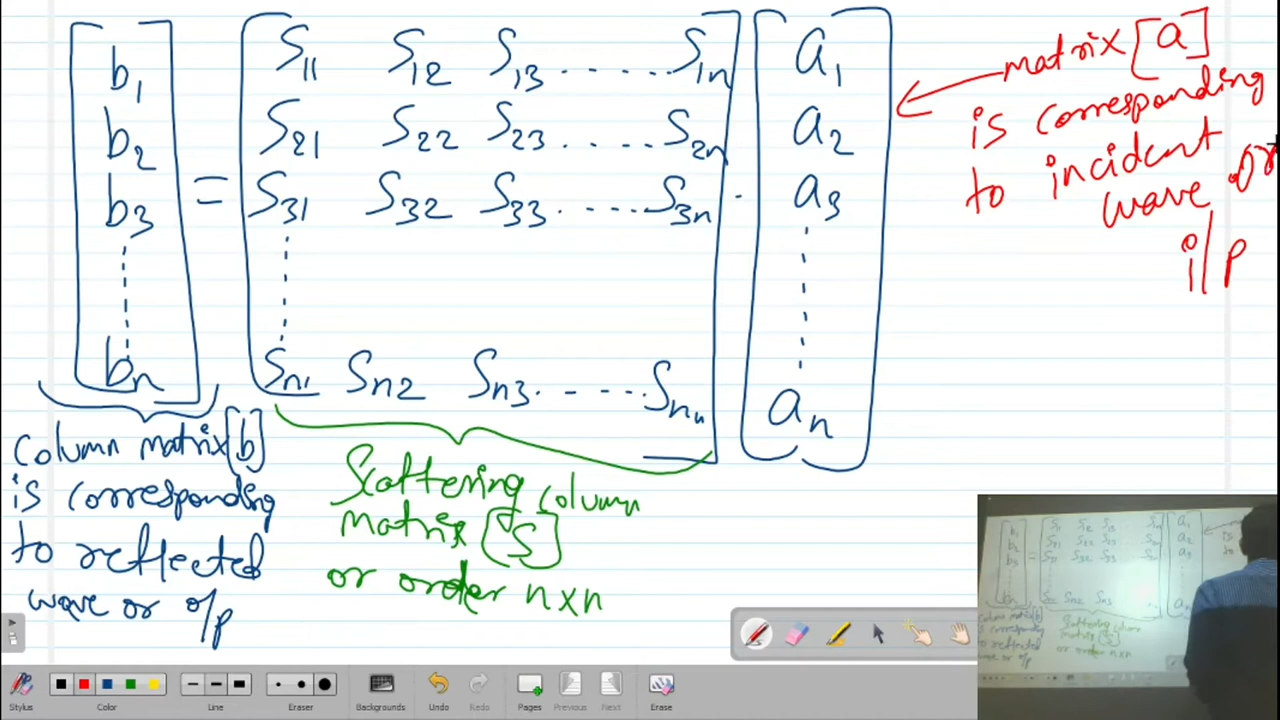 b1 = S11 S12 S13 ...... S1n a1
b2 S21 S22 S23 ...... S2n a2
b3 S31 S32 S33 ...... S3n . a3
bn Sn1 Sn2 Sn3 ...... Snn an
matrix [a]
is corresponding
to incident
wave or
i/p
column matrix [b]
is corresponding
to reflected
wave or o/p
Scattering column
matrix [S]
or order n×n
Stylus
Color
Line
Eraser
Backgrounds
Undo
Redo
Pages
Previous
Next
Erase